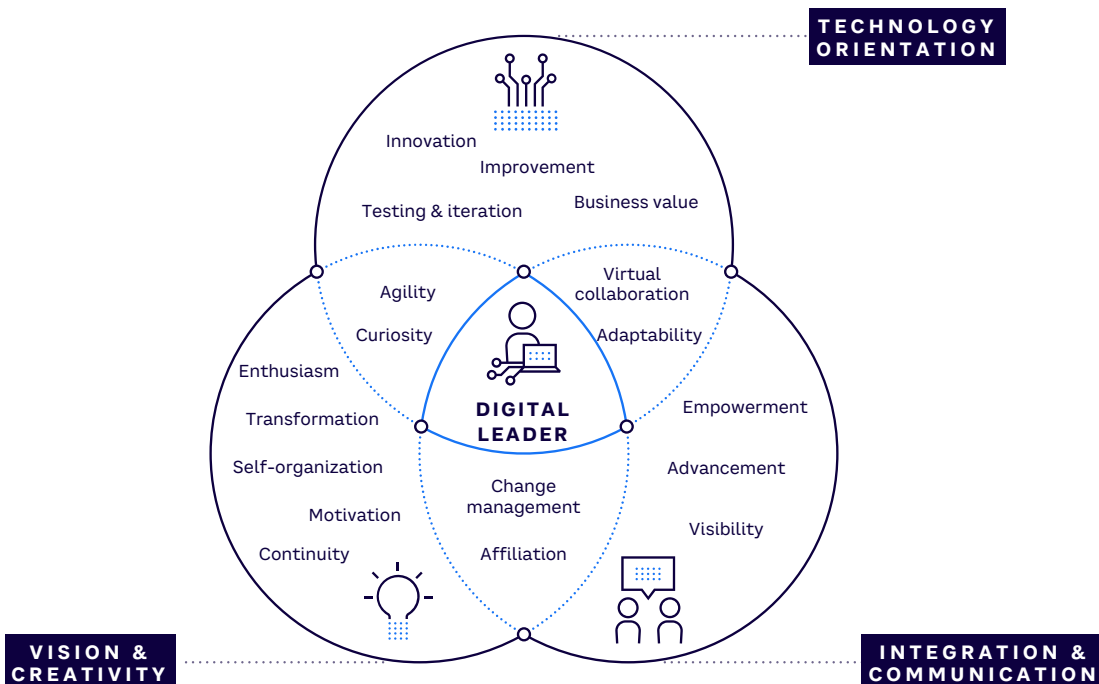 TECHNOLOGY
ORIENTATION
Innovation
Improvement
Business value
Testing & iteration
Agility
Curiosity
Virtual
collaboration
Adaptability
DIGITAL
LEADER
Enthusiasm
Transformation
Self-organization
Motivation
Continuity
Change
management
Affiliation
Empowerment
Advancement
Visibility
VISION &
CREATIVITY
INTEGRATION &
COMMUNICATION